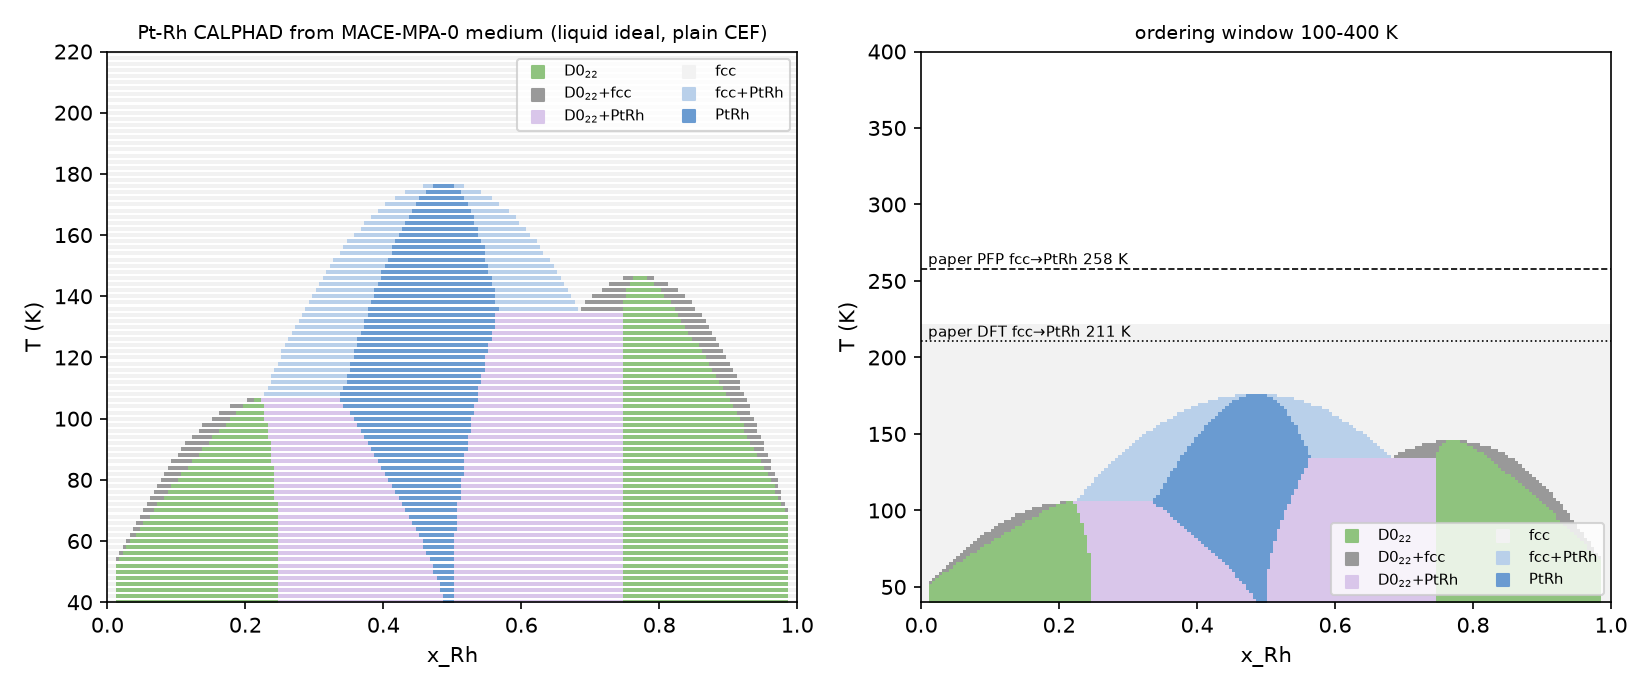 Pt-Rh CALPHAD from MACE-MPA-0 medium (liquid ideal, plain CEF)
220
200
180
160
140
120
100
80
60
40
T (K)
0.0 0.2 0.4 0.6 0.8 1.0
x_Rh
D0₂₂ fcc
D0₂₂+fcc fcc+PtRh
D0₂₂+PtRh PtRh
ordering window 100-400 K
400
350
300
250
200
150
100
50
T (K)
paper PFP fcc→PtRh 258 K
paper DFT fcc→PtRh 211 K
D0₂₂ fcc
D0₂₂+fcc fcc+PtRh
D0₂₂+PtRh PtRh
0.0 0.2 0.4 0.6 0.8 1.0
x_Rh